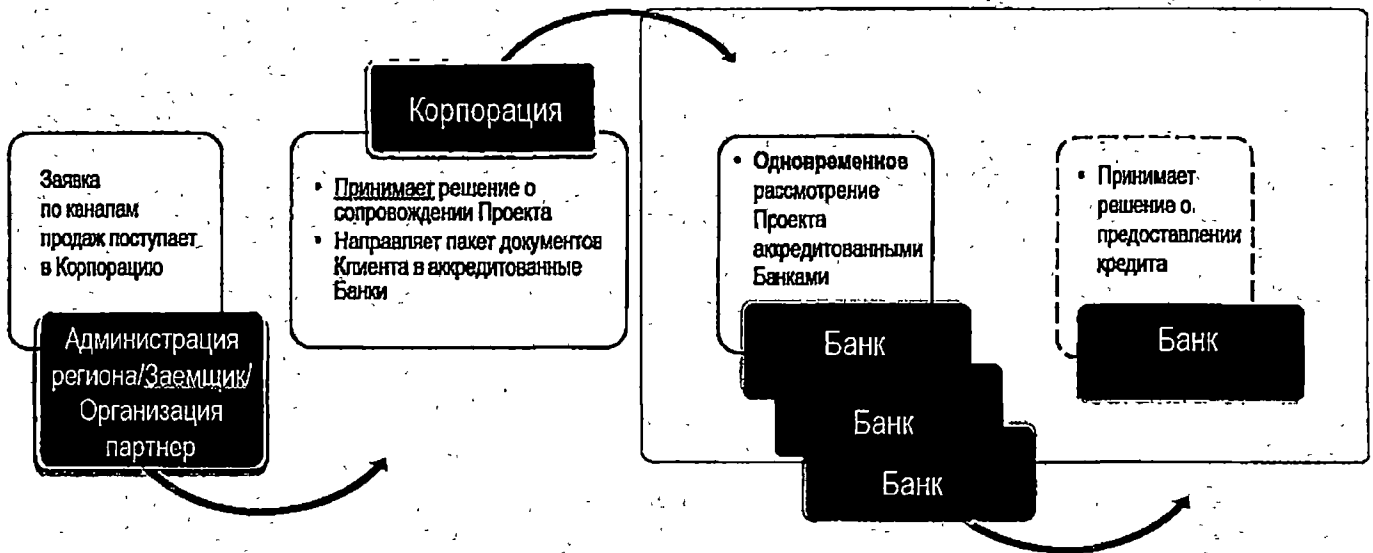 Заявка
по каналам
продаж поступает
в Корпорацию
Администрация
региона/Заемщик/
Организация
партнер
Корпорация
• Принимает решение о
сопровождении Проекта
• Направляет пакет документов
Клиента в аккредитованные
Банки
• Одновременное
рассмотрение
Проекта
аккредитованными
Банками
Банк
Банк
Банк
• Принимает
решение о
предоставлении
кредита
Банк